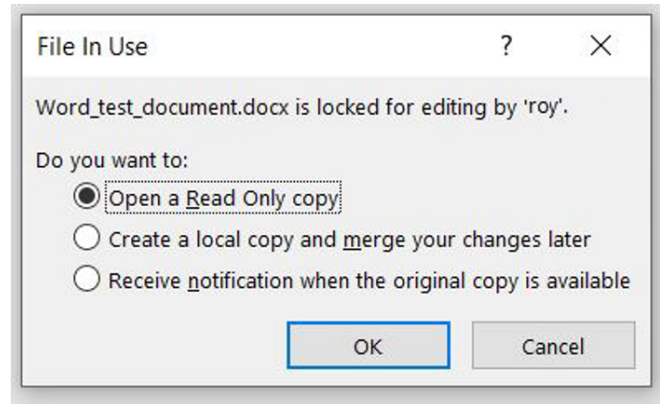 File In Use ?
Word_test_document.docx is locked for editing by 'roy'.
Do you want to:
Open a Read Only copy
Create a local copy and merge your changes later
Receive notification when the original copy is available
OK Cancel